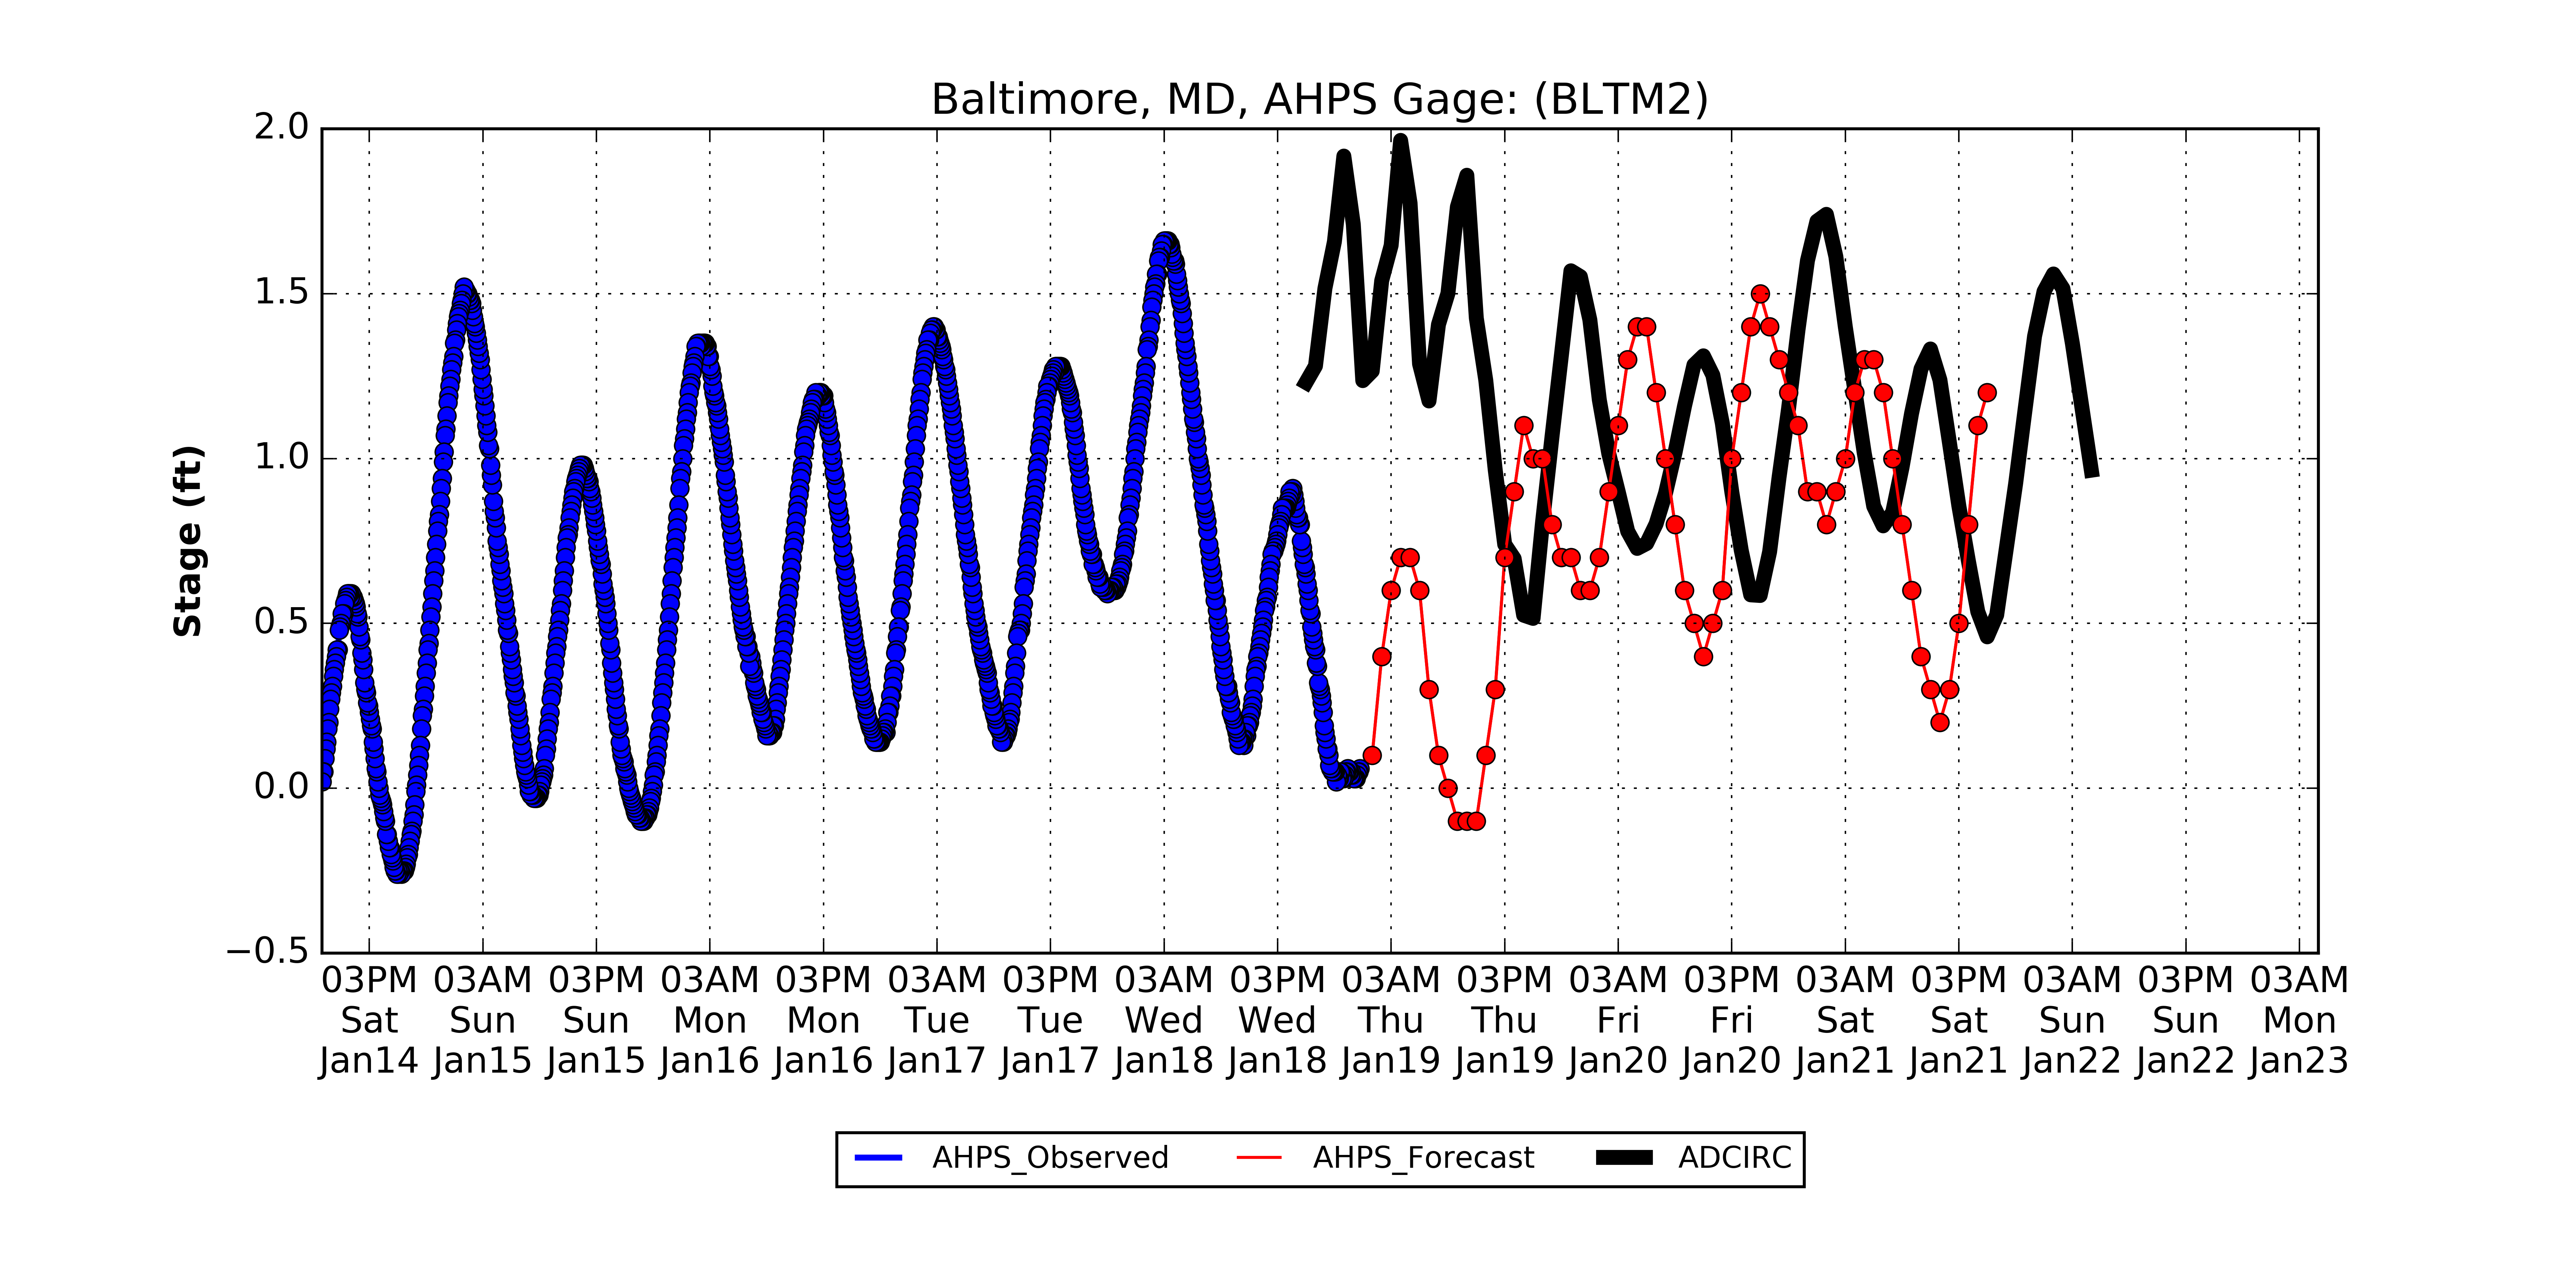 Baltimore, MD, AHPS Gage: (BLTM2)
2.0
1.5
1.0
0.5
0.0
−0.5
Stage (ft)
03PM 03AM 03PM 03AM 03PM 03AM 03PM 03AM 03PM 03AM 03PM 03AM 03PM 03AM 03PM 03AM 03PM 03AM
Sat Sun Sun Mon Mon Tue Tue Wed Wed Thu Thu Fri Fri Sat Sat Sun Sun Mon
Jan14 Jan15 Jan15 Jan16 Jan16 Jan17 Jan17 Jan18 Jan18 Jan19 Jan19 Jan20 Jan20 Jan21 Jan21 Jan22 Jan22 Jan23
AHPS_Observed AHPS_Forecast ADCIRC